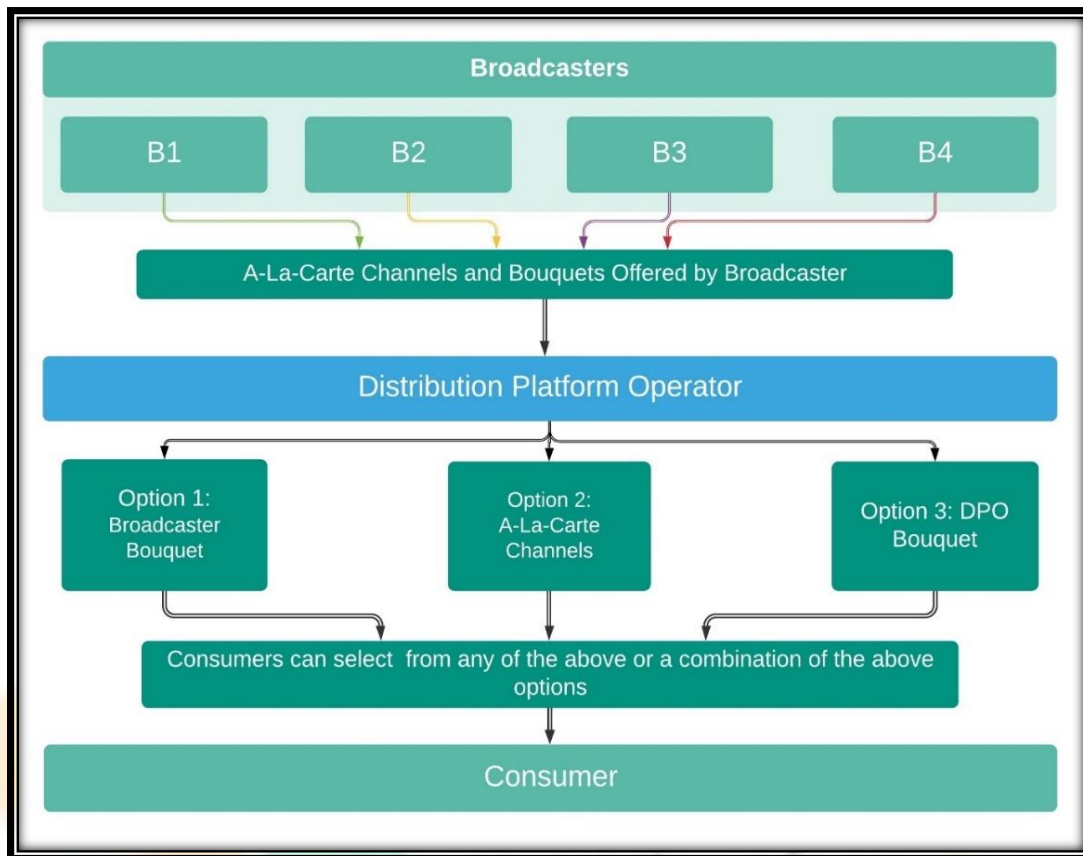 Broadcasters
B1
B2
B3
B4
A-La-Carte Channels and Bouquets Offered by Broadcaster
Distribution Platform Operator
Option 1:
Broadcaster
Bouquet
Option 2:
A-La-Carte
Channels
Option 3: DPO
Bouquet
Consumers can select from any of the above or a combination of the above
options
Consumer